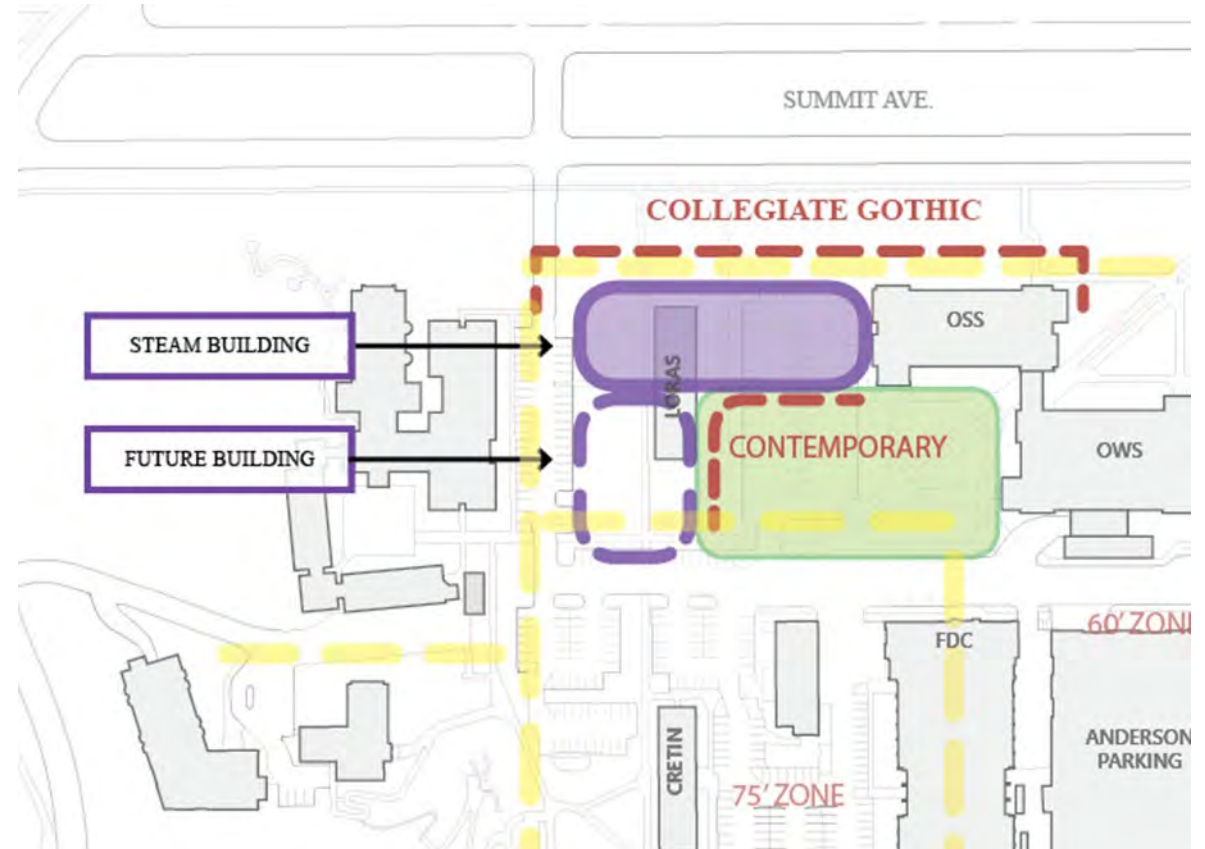 SUMMIT AVE.
COLLEGIATE GOTHIC
STEAM BUILDING
OSS
LORAS
CONTEMPORARY
FUTURE BUILDING
OWS
60' ZONE
FDC
ANDERSON
PARKING
CRETIN
75' ZONE